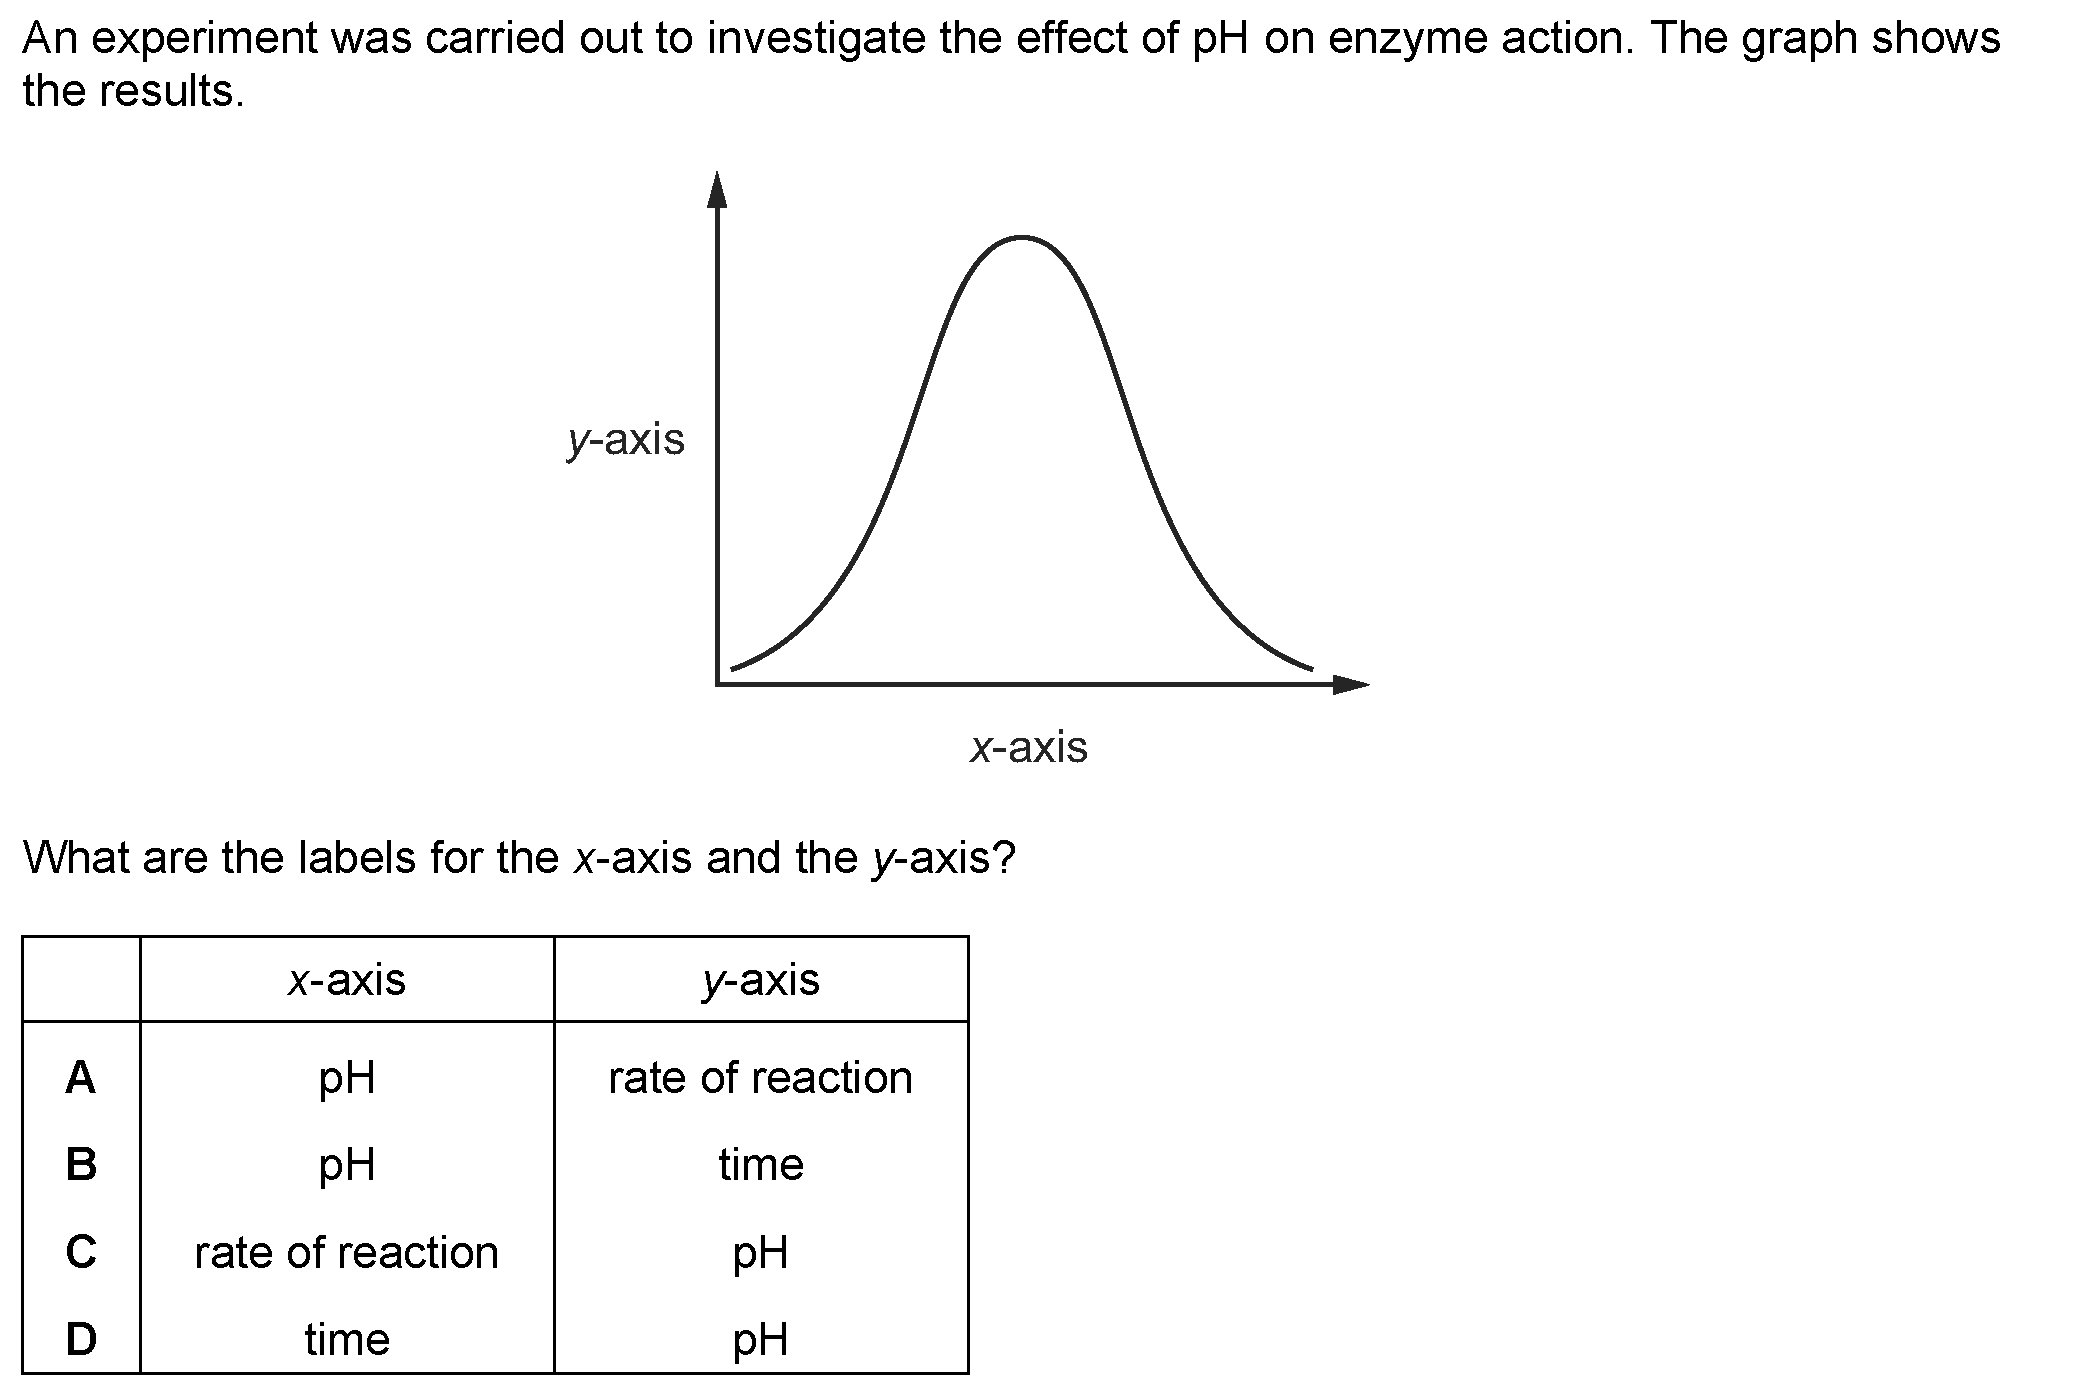 An experiment was carried out to investigate the effect of pH on enzyme action. The graph shows
the results.
y-axis
x-axis
What are the labels for the x-axis and the y-axis?
x-axis y-axis
A pH rate of reaction
B pH time
C rate of reaction pH
D time pH